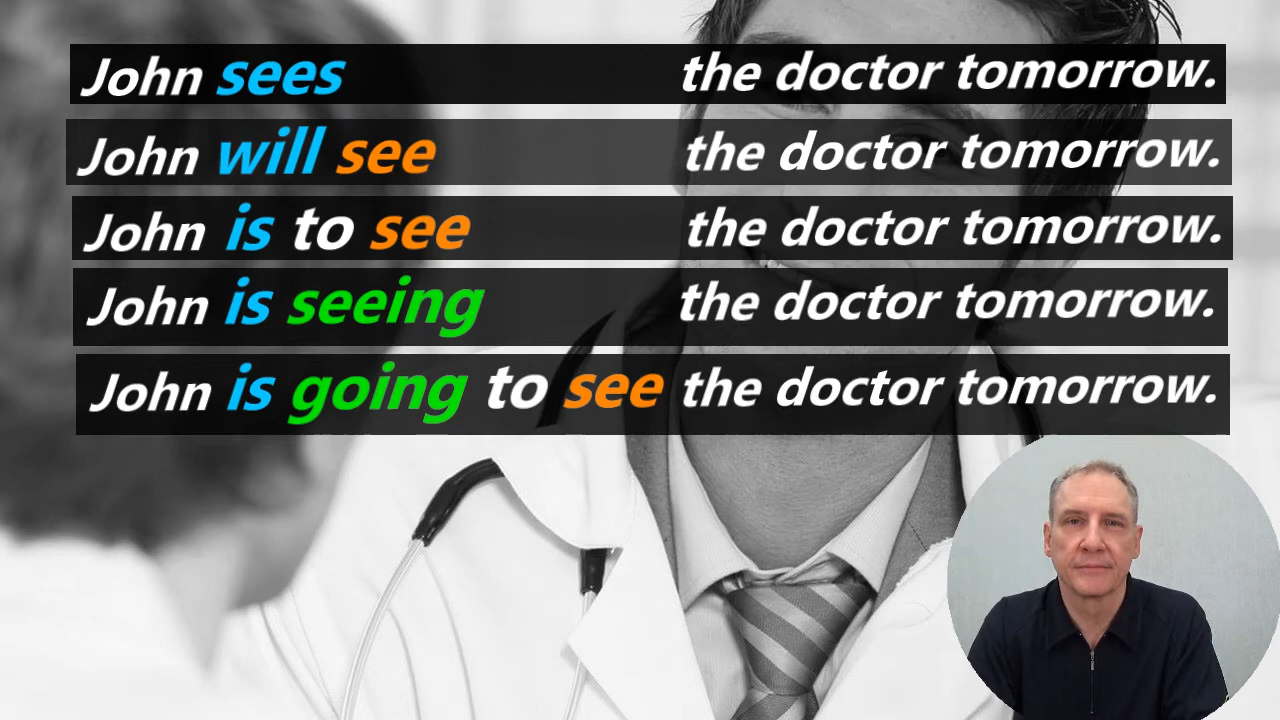 John sees the doctor tomorrow.
John will see the doctor tomorrow.
John is to see the doctor tomorrow.
John is seeing the doctor tomorrow.
John is going to see the doctor tomorrow.